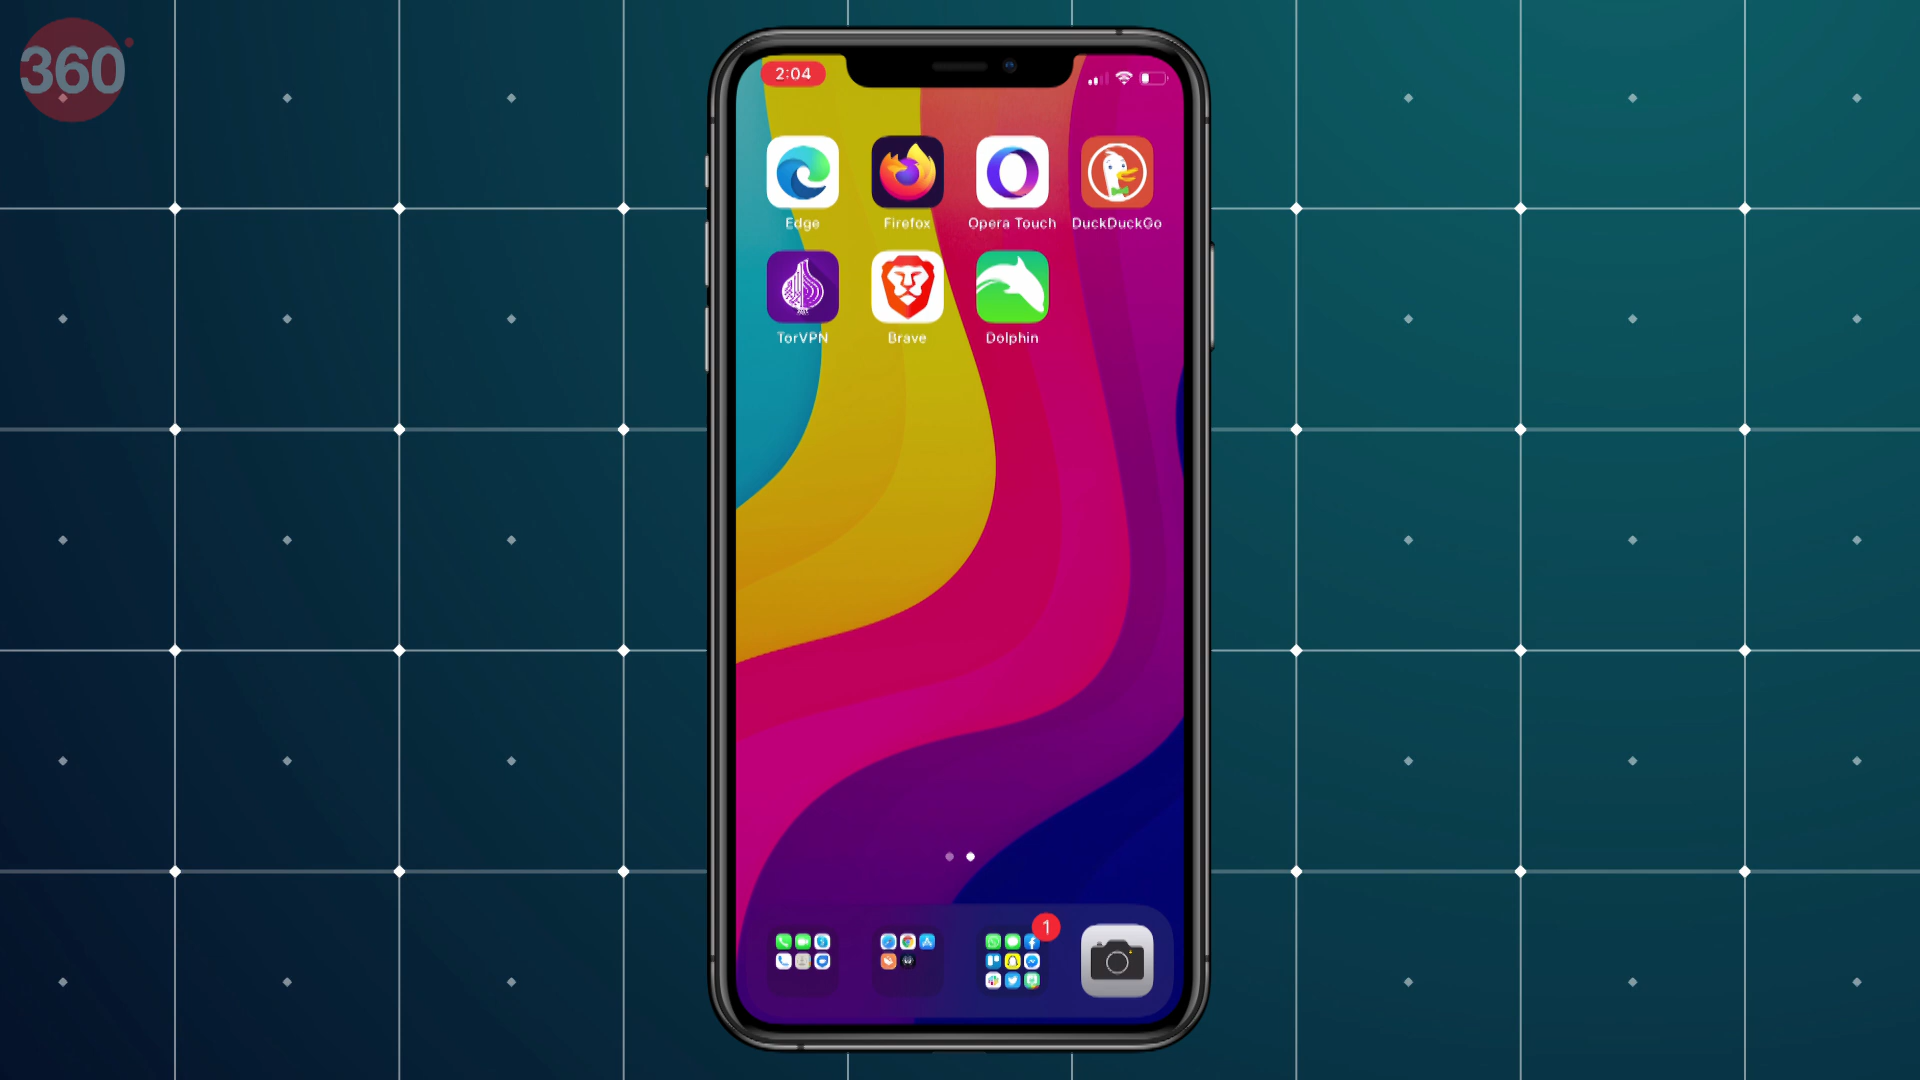 360
2:04
Edge
Firefox
Opera Touch
DuckDuckGo
TorVPN
Brave
Dolphin
1